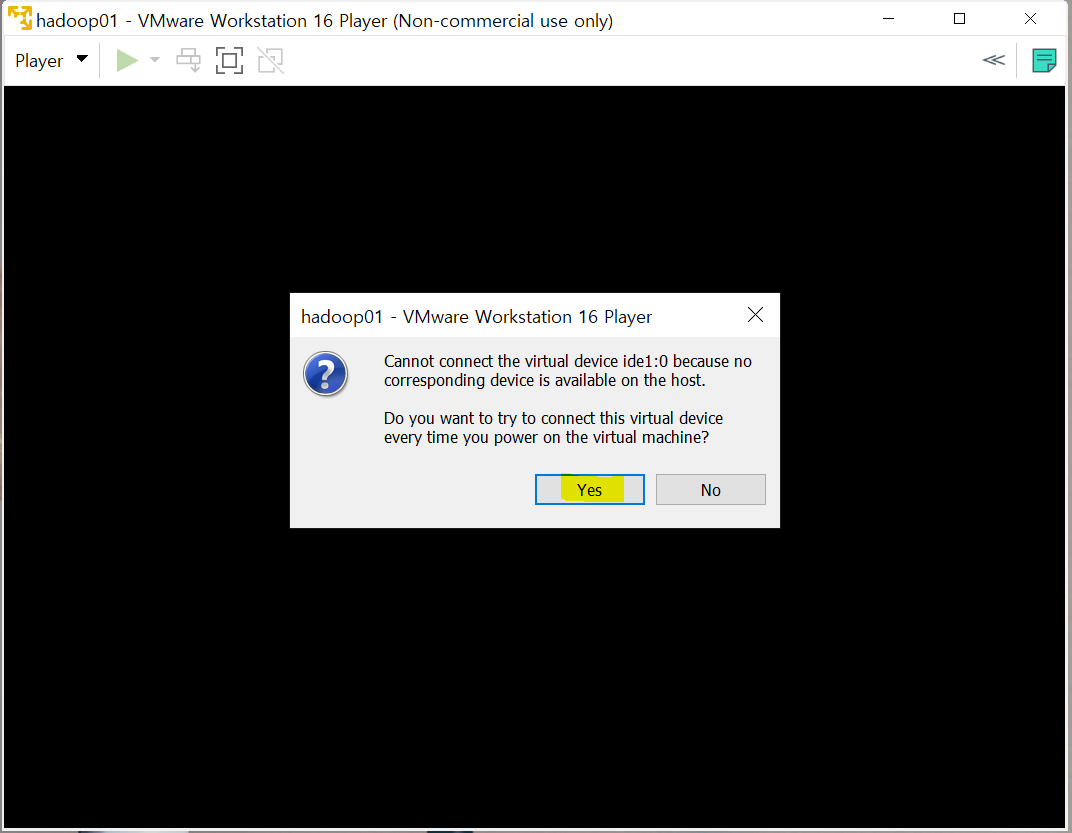 hadoop01 - VMware Workstation 16 Player (Non-commercial use only)
Player
hadoop01 - VMware Workstation 16 Player
Cannot connect the virtual device ide1:0 because no
corresponding device is available on the host.
Do you want to try to connect this virtual device
every time you power on the virtual machine?
Yes
No